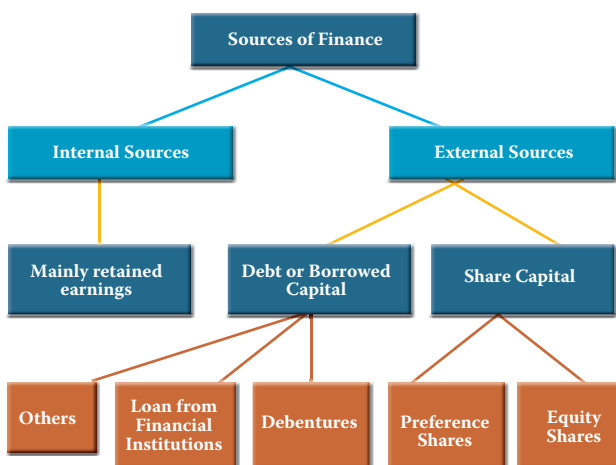 Sources of Finance
Internal Sources
External Sources
Mainly retained
earnings
Debt or Borrowed
Capital
Share Capital
Others
Loan from
Financial
Institutions
Debentures
Preference
Shares
Equity
Shares